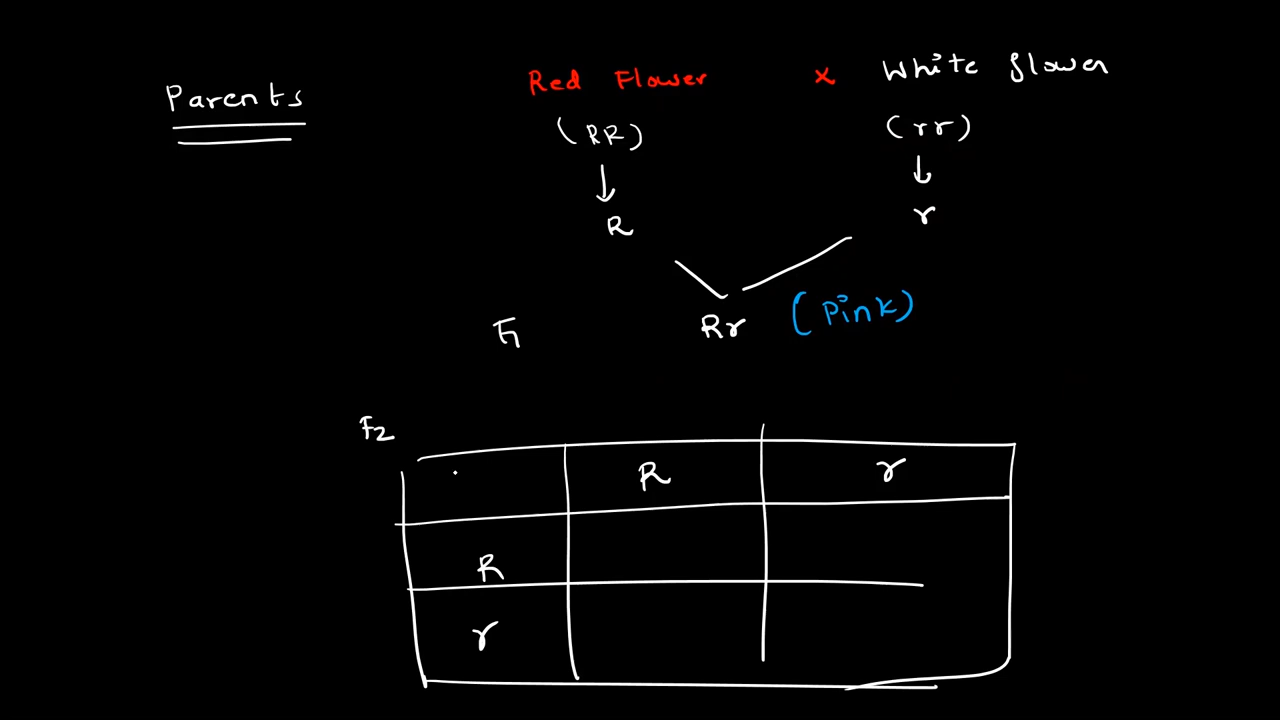 Parents
Red Flower x White flower
(RR) (rr)
R r
F1 Rr (Pink)
F2
R r
R
r